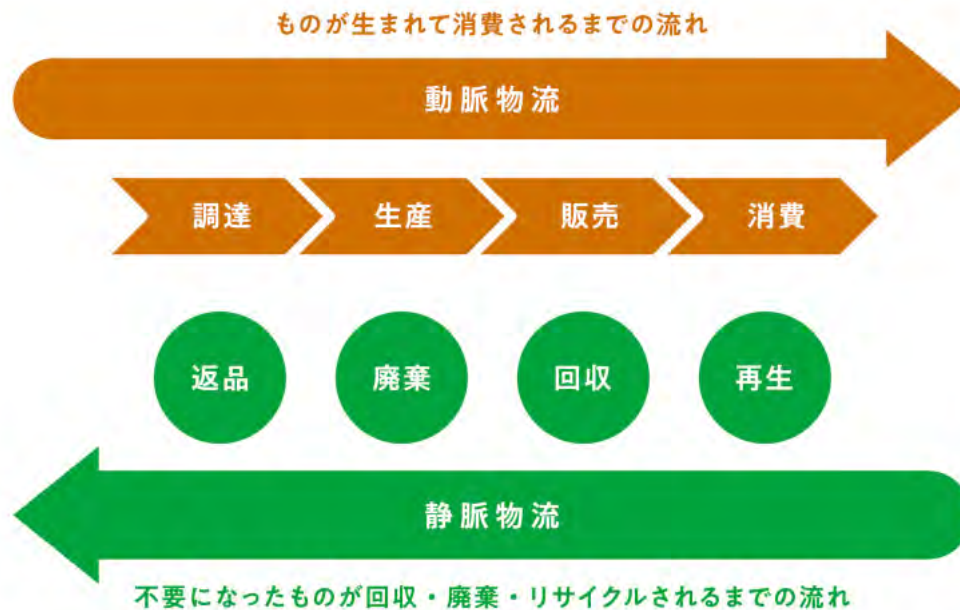 ものが生まれて消費されるまでの流れ
動脈物流
調達 生産 販売 消費
返品 廃棄 回収 再生
静脈物流
不要になったものが回収・廃棄・リサイクルされるまでの流れ